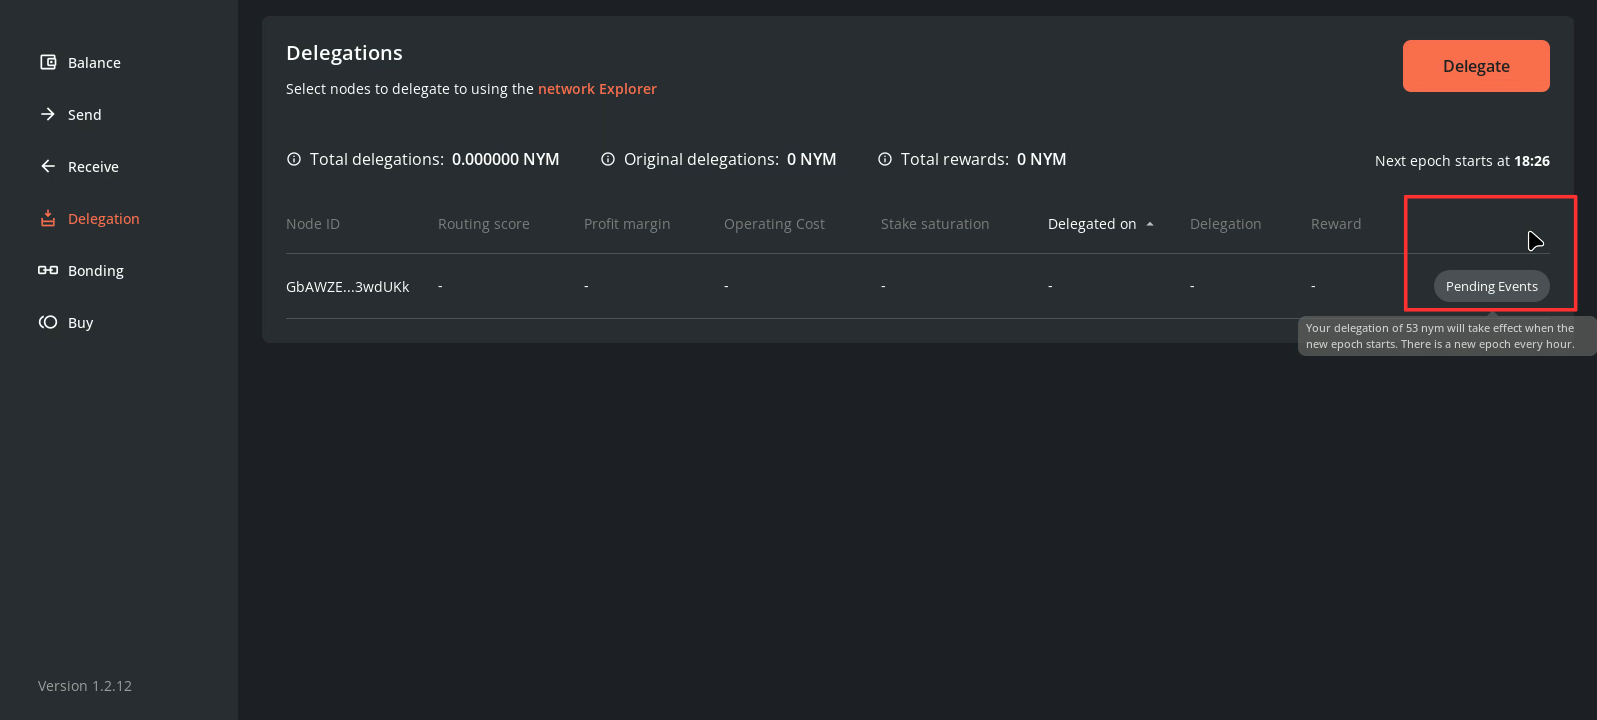 Balance
Send
Receive
Delegation
Bonding
Buy
Version 1.2.12
Delegations
Select nodes to delegate to using the network Explorer
Delegate
Total delegations: 0.000000 NYM Original delegations: 0 NYM Total rewards: 0 NYM Next epoch starts at 18:26
Node ID Routing score Profit margin Operating Cost Stake saturation Delegated on Delegation Reward
GbAWZE...3wdUKk - - - - - - - Pending Events
Your delegation of 53 nym will take effect when the
new epoch starts. There is a new epoch every hour.